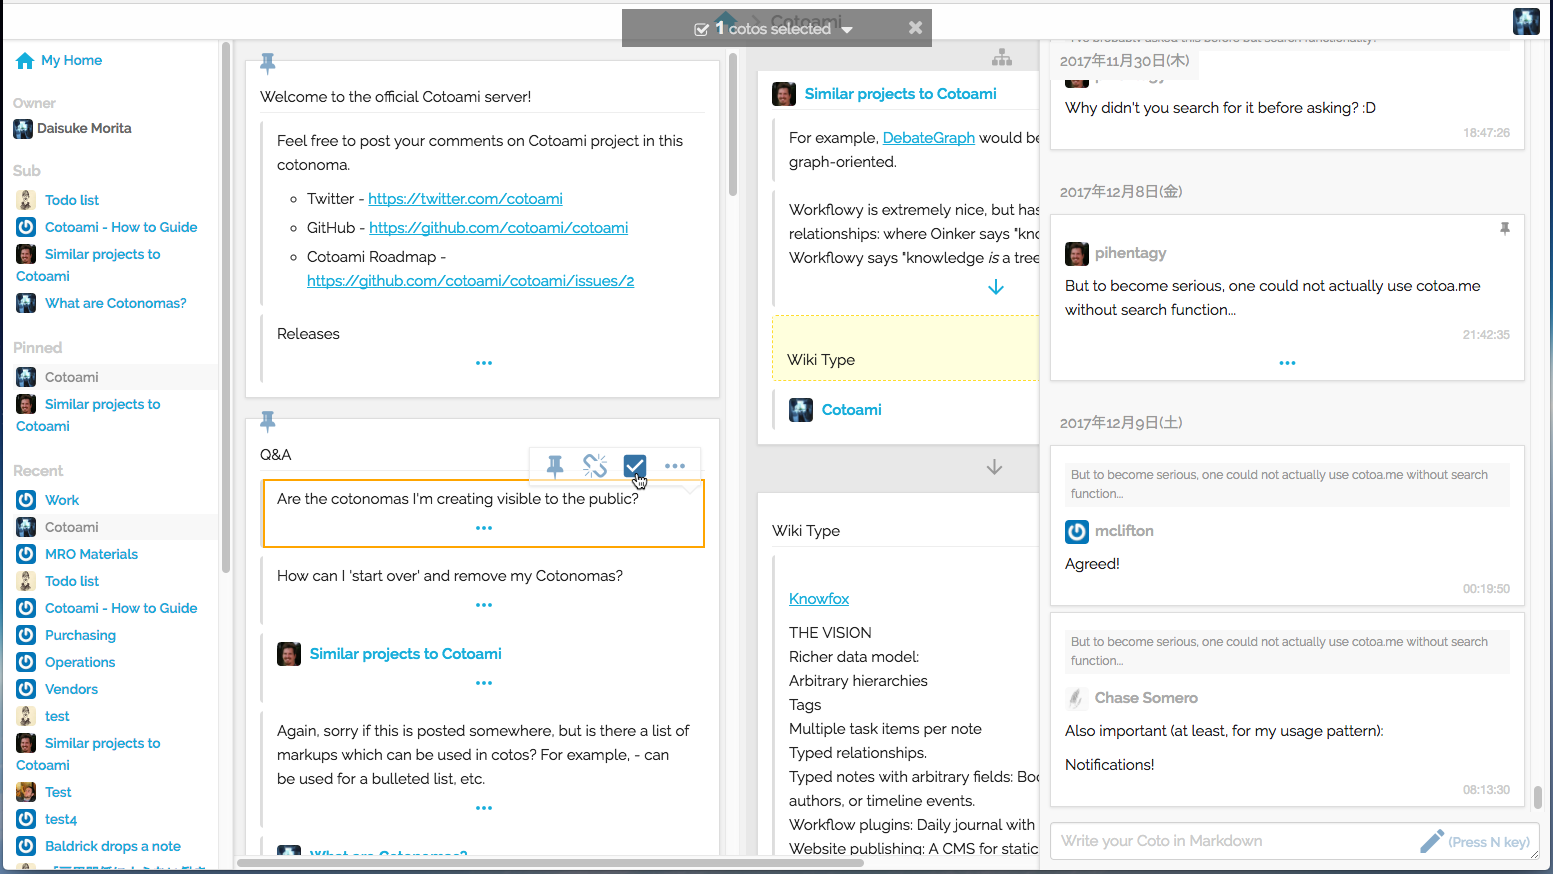 Cotoami
1 cotos selected
My Home
Owner
Daisuke Morita
Sub
Todo list
Cotoami - How to Guide
Similar projects to
Cotoami
What are Cotonomas?
Pinned
Cotoami
Similar projects to
Cotoami
Recent
Work
Cotoami
MRO Materials
Todo list
Cotoami - How to Guide
Purchasing
Operations
Vendors
test
Similar projects to
Cotoami
Test
test4
Baldrick drops a note
Welcome to the official Cotoami server!
Feel free to post your comments on Cotoami project in this
cotonoma.
Twitter - https://twitter.com/cotoami
GitHub - https://github.com/cotoami/cotoami
Cotoami Roadmap -
https://github.com/cotoami/cotoami/issues/2
Releases
Q&A
Are the cotonomas I'm creating visible to the public?
How can I 'start over' and remove my Cotonomas?
Similar projects to Cotoami
Again, sorry if this is posted somewhere, but is there a list of
markups which can be used in cotos? For example, - can
be used for a bulleted list, etc.
What are Cotonomas?
Similar projects to Cotoami
For example, DebateGraph would be
graph-oriented.
Workflowy is extremely nice, but has
relationships: where Oinker says "kno
Workflowy says "knowledge is a tree
Wiki Type
Cotoami
Wiki Type
Knowfox
THE VISION
Richer data model:
Arbitrary hierarchies
Tags
Multiple task items per note
Typed relationships.
Typed notes with arbitrary fields: Boo
authors, or timeline events.
Workflow plugins: Daily journal with
Website publishing: A CMS for static
I've probably asked this before but search functionality?
2017年11月30日(木)
pihentagy
Why didn't you search for it before asking? :D
18:47:26
2017年12月8日(金)
pihentagy
But to become serious, one could not actually use cotoa.me
without search function...
21:42:35
2017年12月9日(土)
But to become serious, one could not actually use cotoa.me without search
function...
mclifton
Agreed!
00:19:50
But to become serious, one could not actually use cotoa.me without search
function...
Chase Somero
Also important (at least, for my usage pattern):
Notifications!
08:13:30
Write your Coto in Markdown
(Press N key)